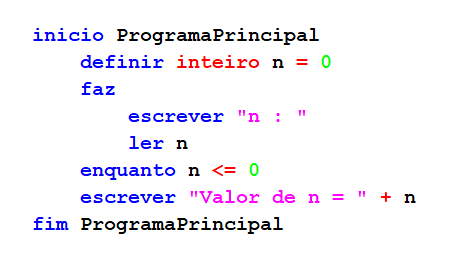 inicio ProgramaPrincipal
definir inteiro n = 0
faz
escrever "n : "
ler n
enquanto n <= 0
escrever "Valor de n = " + n
fim ProgramaPrincipal